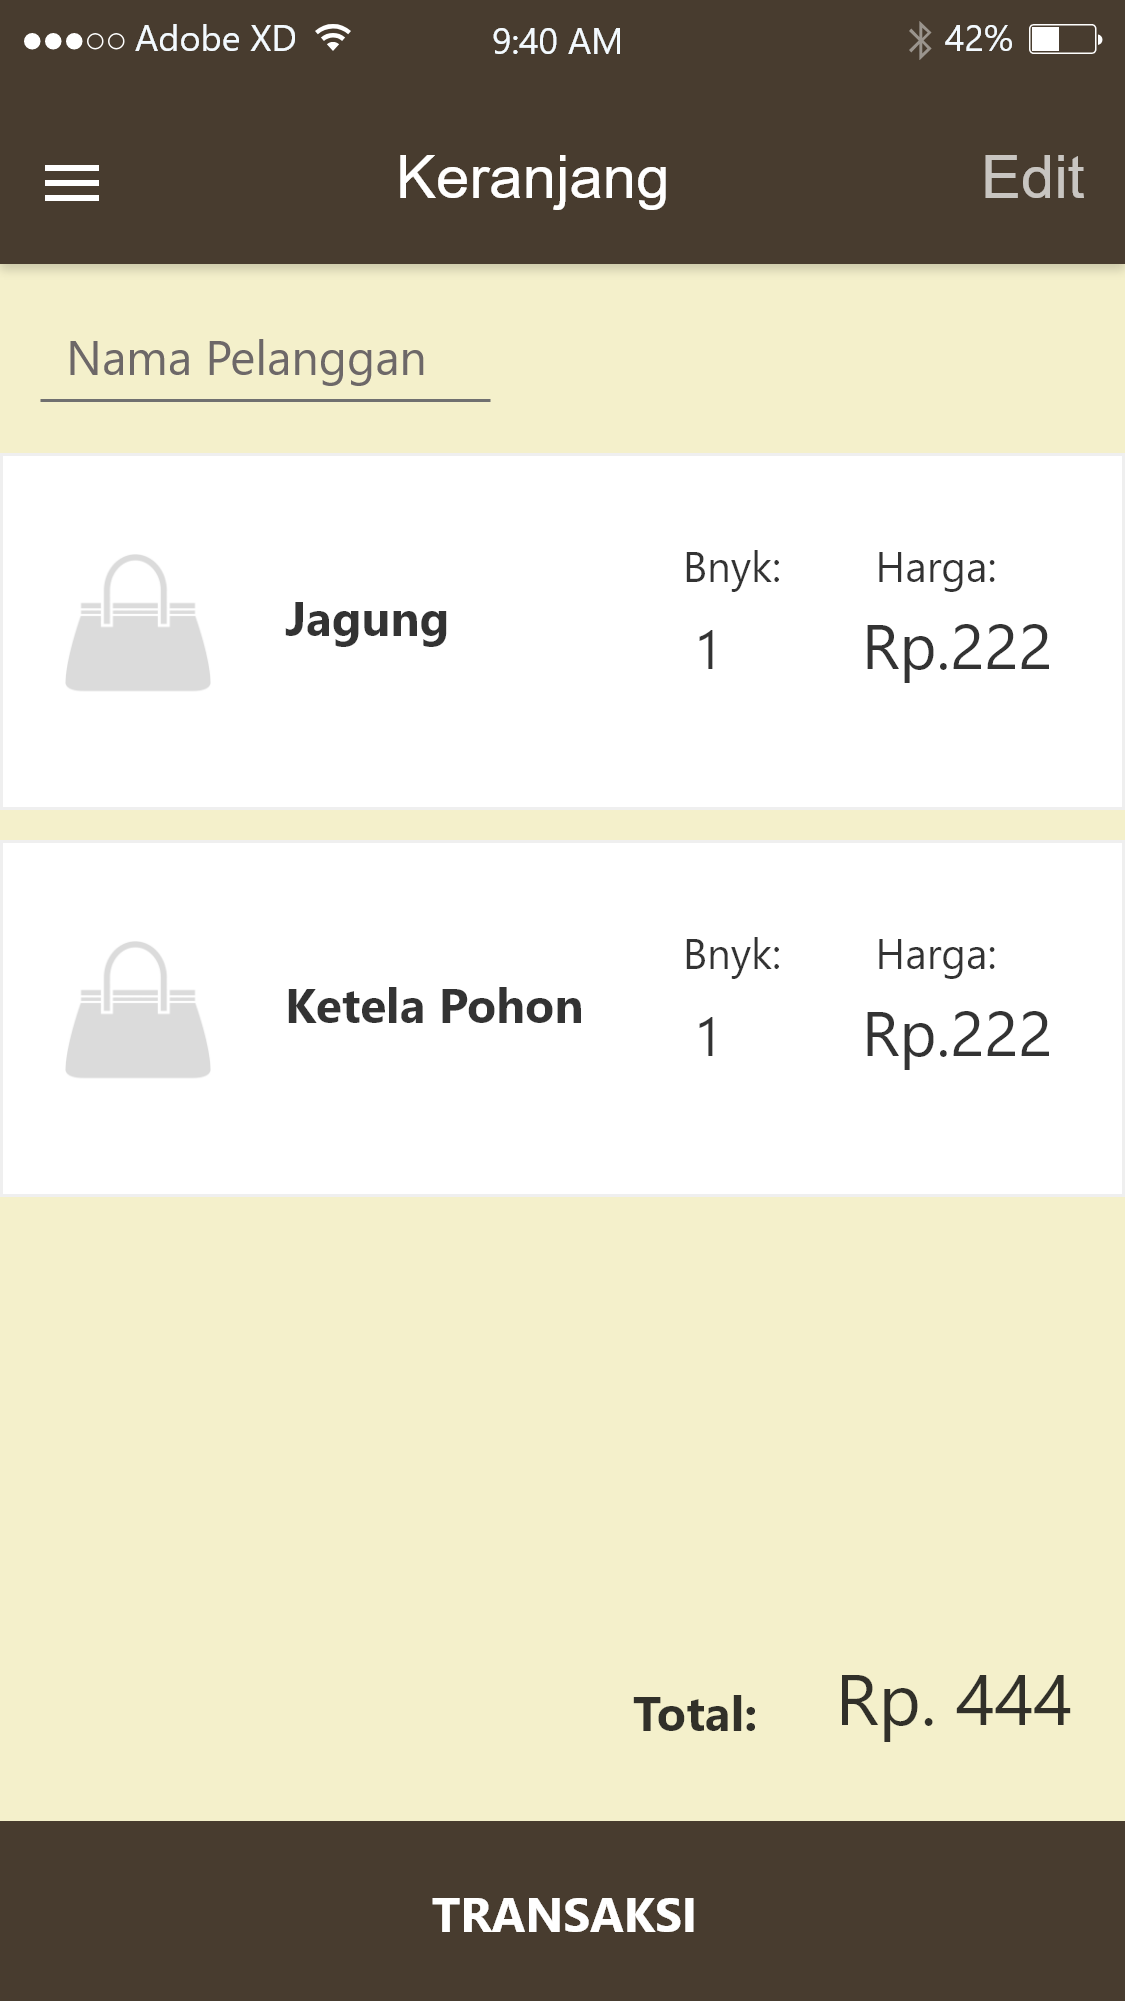 Adobe XD 9:40 AM 42%
Keranjang Edit
Nama Pelanggan
Bnyk: Harga:
Jagung 1 Rp.222
Bnyk: Harga:
Ketela Pohon 1 Rp.222
Total: Rp. 444
TRANSAKSI